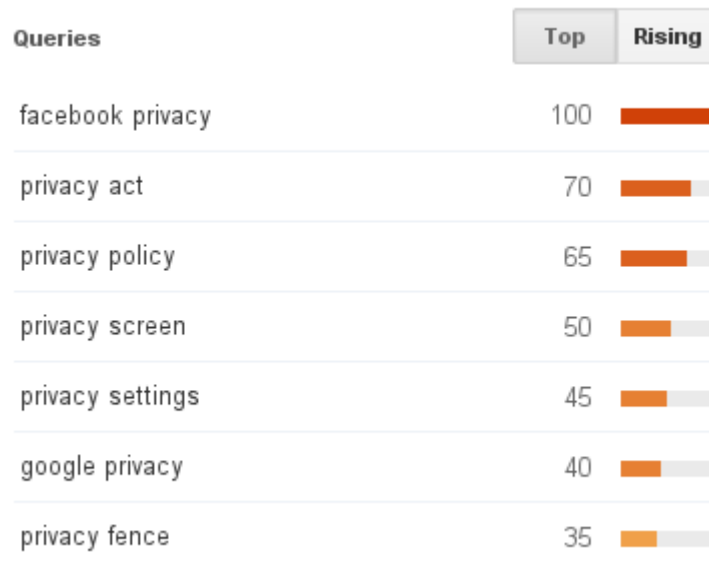 Queries Top Rising
facebook privacy 100
privacy act 70
privacy policy 65
privacy screen 50
privacy settings 45
google privacy 40
privacy fence 35